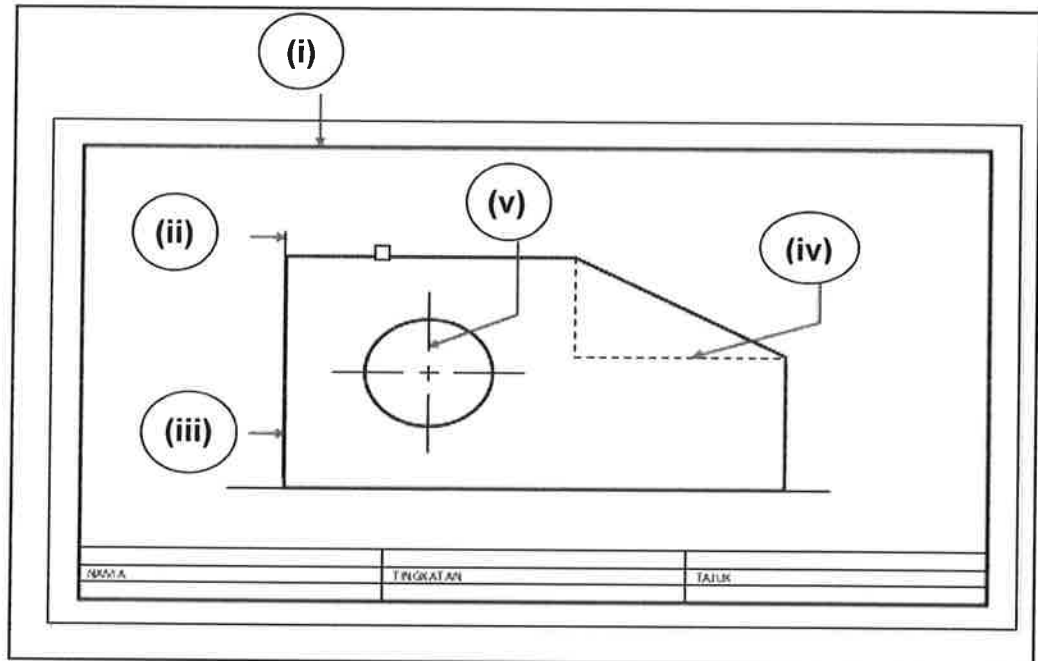 (i)
(v)
(ii)
(iv)
(iii)
NAMA
TINGKATAN
TAJUK